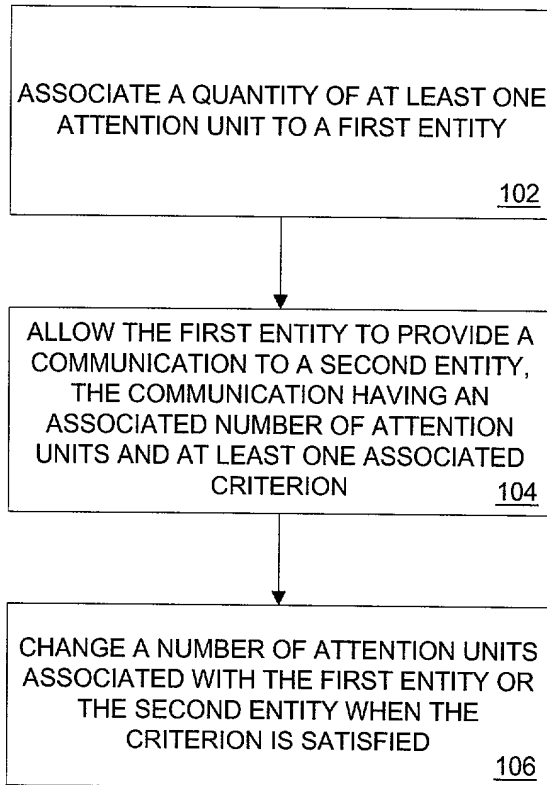 ASSOCIATE A QUANTITY OF AT LEAST ONE
ATTENTION UNIT TO A FIRST ENTITY
102
ALLOW THE FIRST ENTITY TO PROVIDE A
COMMUNICATION TO A SECOND ENTITY,
THE COMMUNICATION HAVING AN
ASSOCIATED NUMBER OF ATTENTION
UNITS AND AT LEAST ONE ASSOCIATED
CRITERION
104
CHANGE A NUMBER OF ATTENTION UNITS
ASSOCIATED WITH THE FIRST ENTITY OR
THE SECOND ENTITY WHEN THE
CRITERION IS SATISFIED
106